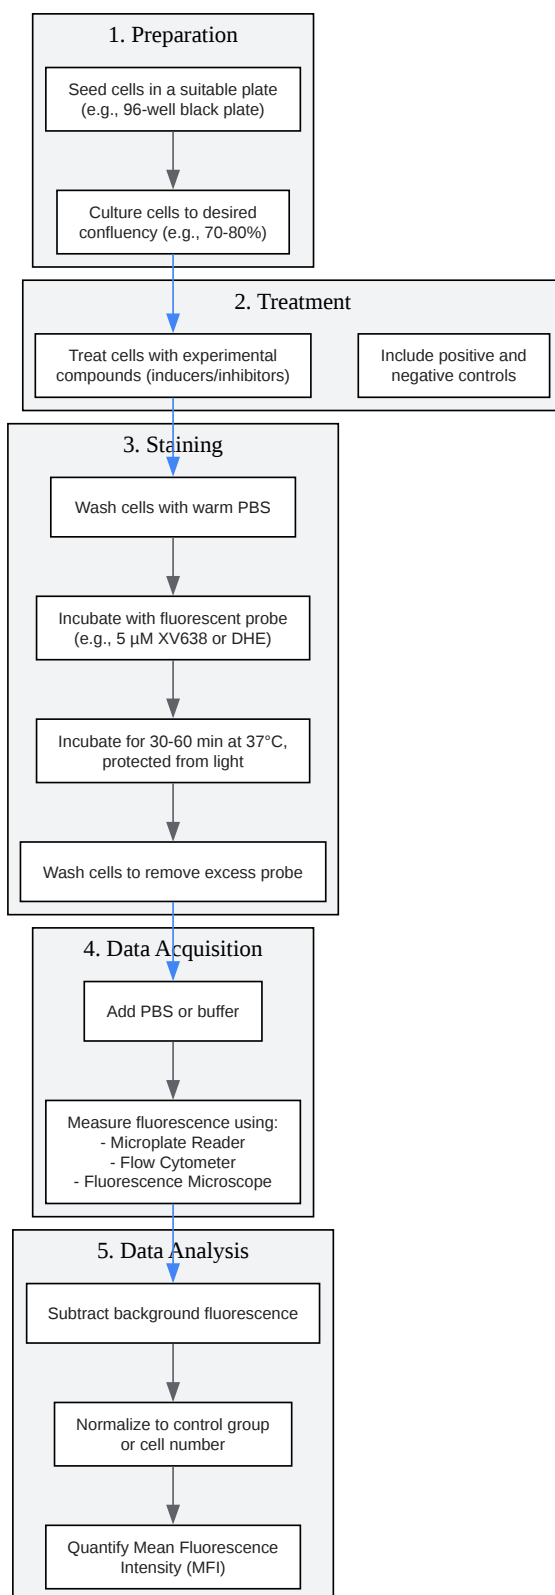 1. Preparation
Seed cells in a suitable plate
(e.g., 96-well black plate)
Culture cells to desired
confluency (e.g., 70-80%)
2. Treatment
Treat cells with experimental
compounds (inducers/inhibitors)
Include positive and
negative controls
3. Staining
Wash cells with warm PBS
Incubate with fluorescent probe
(e.g., 5 µM XV638 or DHE)
Incubate for 30-60 min at 37°C,
protected from light
Wash cells to remove excess probe
4. Data Acquisition
Add PBS or buffer
Measure fluorescence using:
- Microplate Reader
- Flow Cytometer
- Fluorescence Microscope
5. Data Analysis
Subtract background fluorescence
Normalize to control group
or cell number
Quantify Mean Fluorescence
Intensity (MFI)